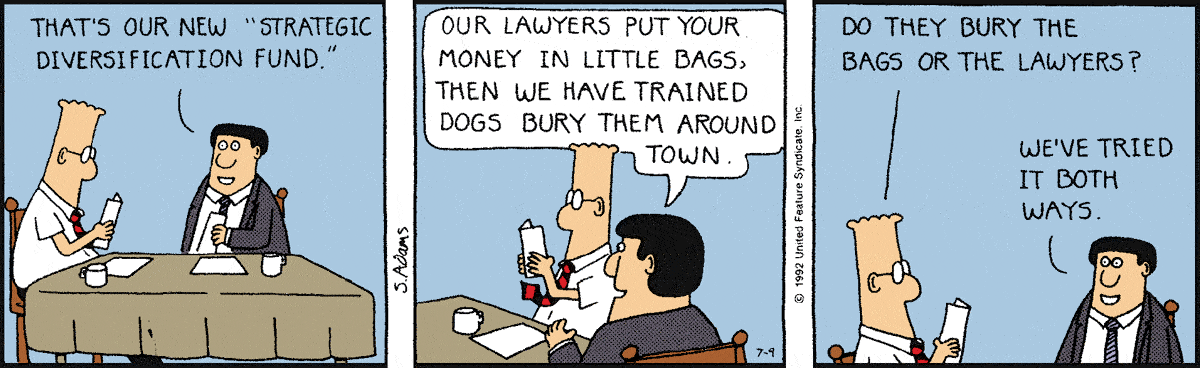 THAT'S OUR NEW "STRATEGIC
DIVERSIFICATION FUND."
S.Adams
OUR LAWYERS PUT YOUR
MONEY IN LITTLE BAGS,
THEN WE HAVE TRAINED
DOGS BURY THEM AROUND
TOWN.
7-9
© 1992 United Feature Syndicate, Inc.
DO THEY BURY THE
BAGS OR THE LAWYERS?
WE'VE TRIED
IT BOTH
WAYS.